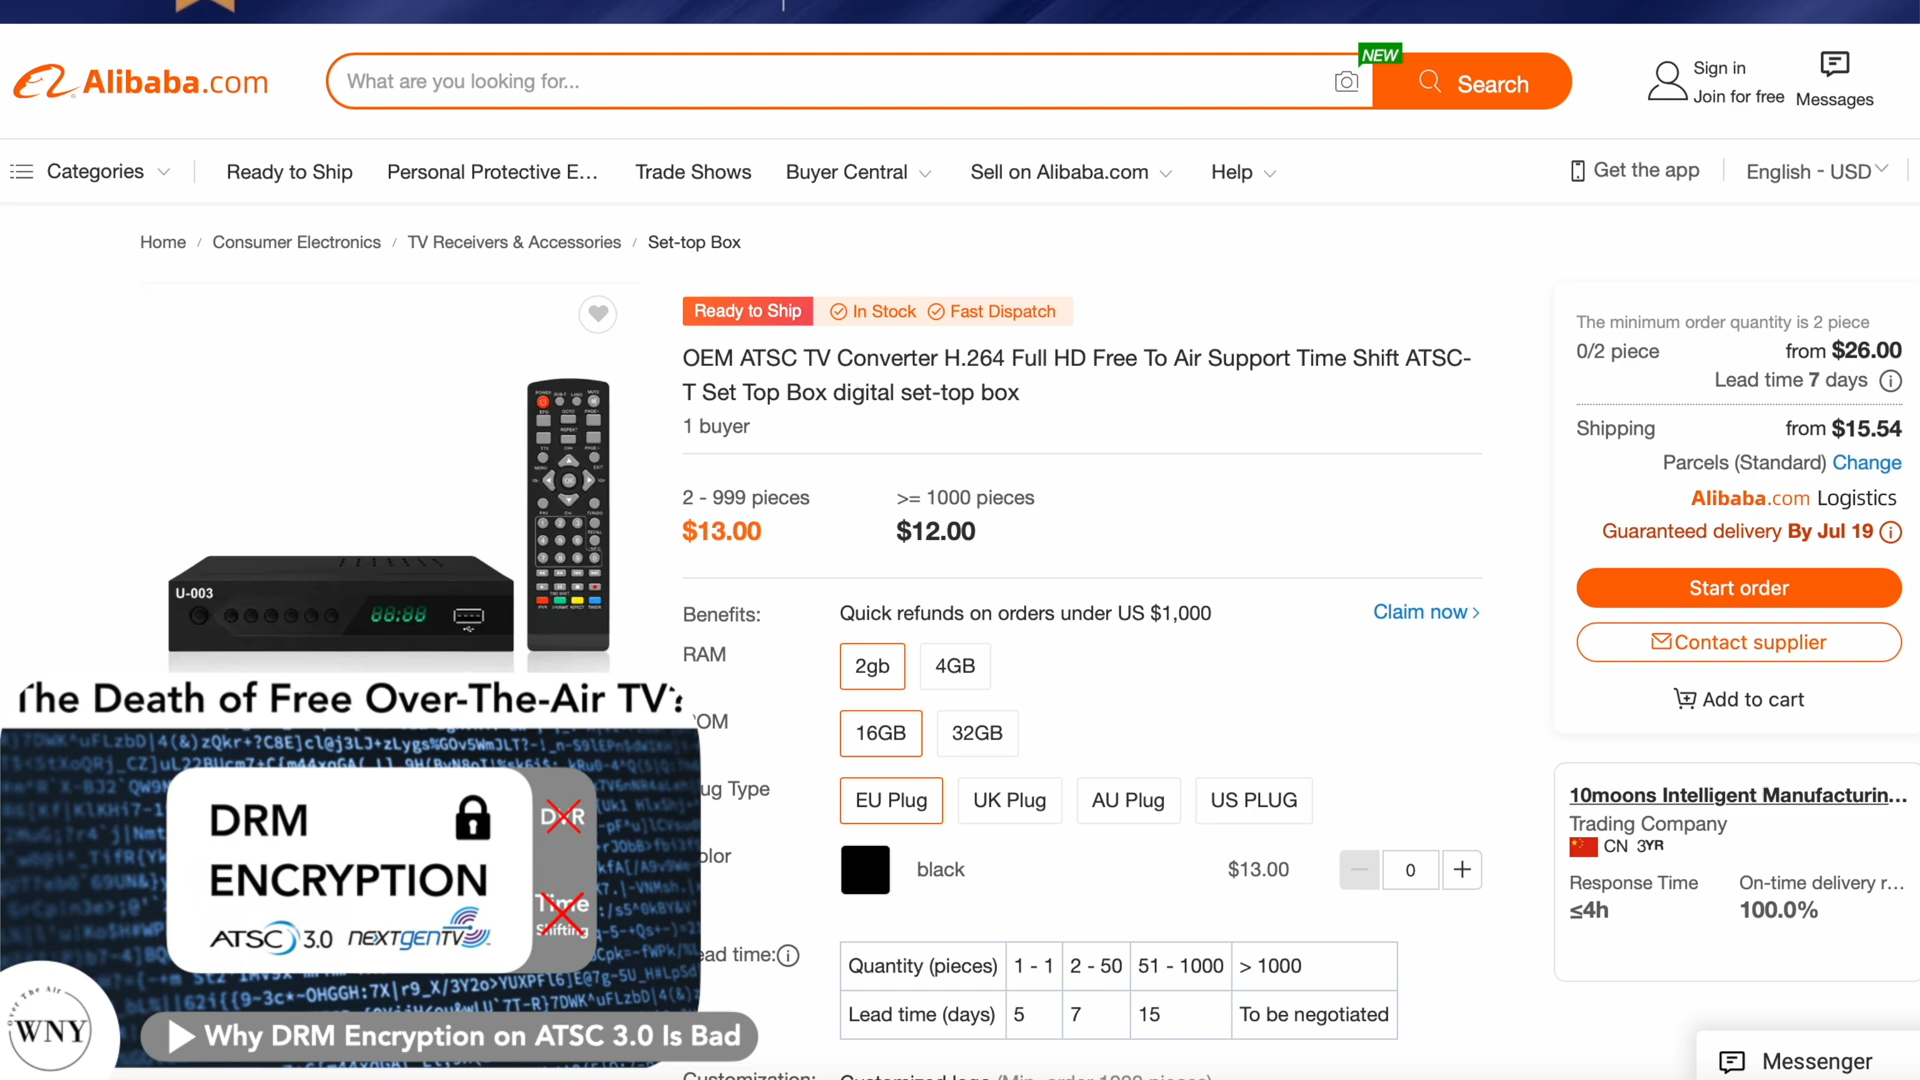 Alibaba.com
What are you looking for...
NEW
Search
Sign in
Join for free
Messages
Categories
Ready to Ship
Personal Protective E...
Trade Shows
Buyer Central
Sell on Alibaba.com
Help
Get the app
English - USD
Home / Consumer Electronics / TV Receivers & Accessories / Set-top Box
Ready to Ship In Stock Fast Dispatch
OEM ATSC TV Converter H.264 Full HD Free To Air Support Time Shift ATSC-
T Set Top Box digital set-top box
1 buyer
2 - 999 pieces >= 1000 pieces
$13.00 $12.00
Benefits: Quick refunds on orders under US $1,000 Claim now >
RAM 2gb 4GB
OM 16GB 32GB
ug Type EU Plug UK Plug AU Plug US PLUG
olor black $13.00 0
ead time:
Quantity (pieces) 1 - 1 2 - 50 51 - 1000 > 1000
Lead time (days) 5 7 15 To be negotiated
The minimum order quantity is 2 piece
0/2 piece from $26.00
Lead time 7 days
Shipping from $15.54
Parcels (Standard) Change
Alibaba.com Logistics
Guaranteed delivery By Jul 19
Start order
Contact supplier
Add to cart
10moons Intelligent Manufacturin...
Trading Company
CN 3YR
Response Time On-time delivery r...
≤4h 100.0%
Messenger
U-003
88:88
The Death of Free Over-The-Air TV?
DRM
ENCRYPTION
ATSC 3.0 NEXTGENTV
DVR
Time
Shifting
Over The Air
WNY
Why DRM Encryption on ATSC 3.0 Is Bad